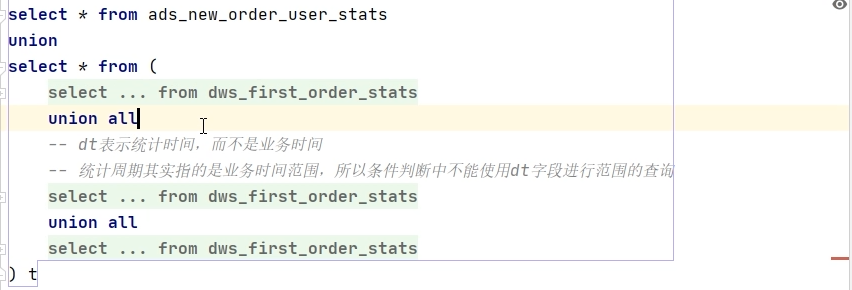 select * from ads_new_order_user_stats
union
select * from (
    select ... from dws_first_order_stats
    union all
    -- dt表示统计时间，而不是业务时间
    -- 统计周期其实指的是业务时间范围，所以条件判断中不能使用dt字段进行范围的查询
    select ... from dws_first_order_stats
    union all
    select ... from dws_first_order_stats
) t